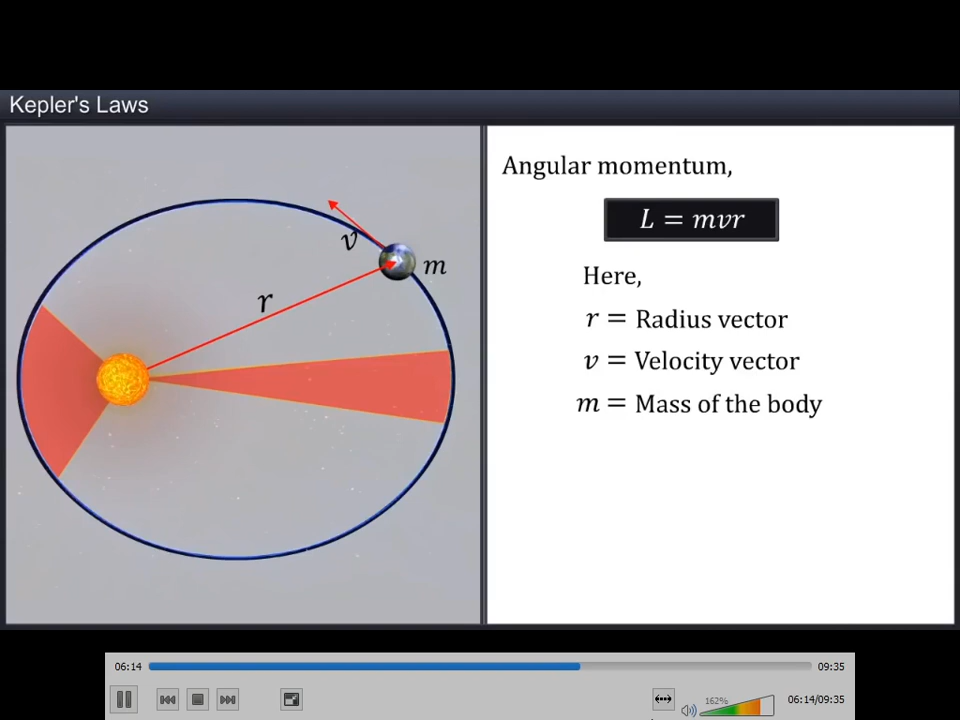 Kepler's Laws
Angular momentum,
L = mvr
Here,
r = Radius vector
v = Velocity vector
m = Mass of the body
v
m
r
06:14
09:35
162%
06:14/09:35